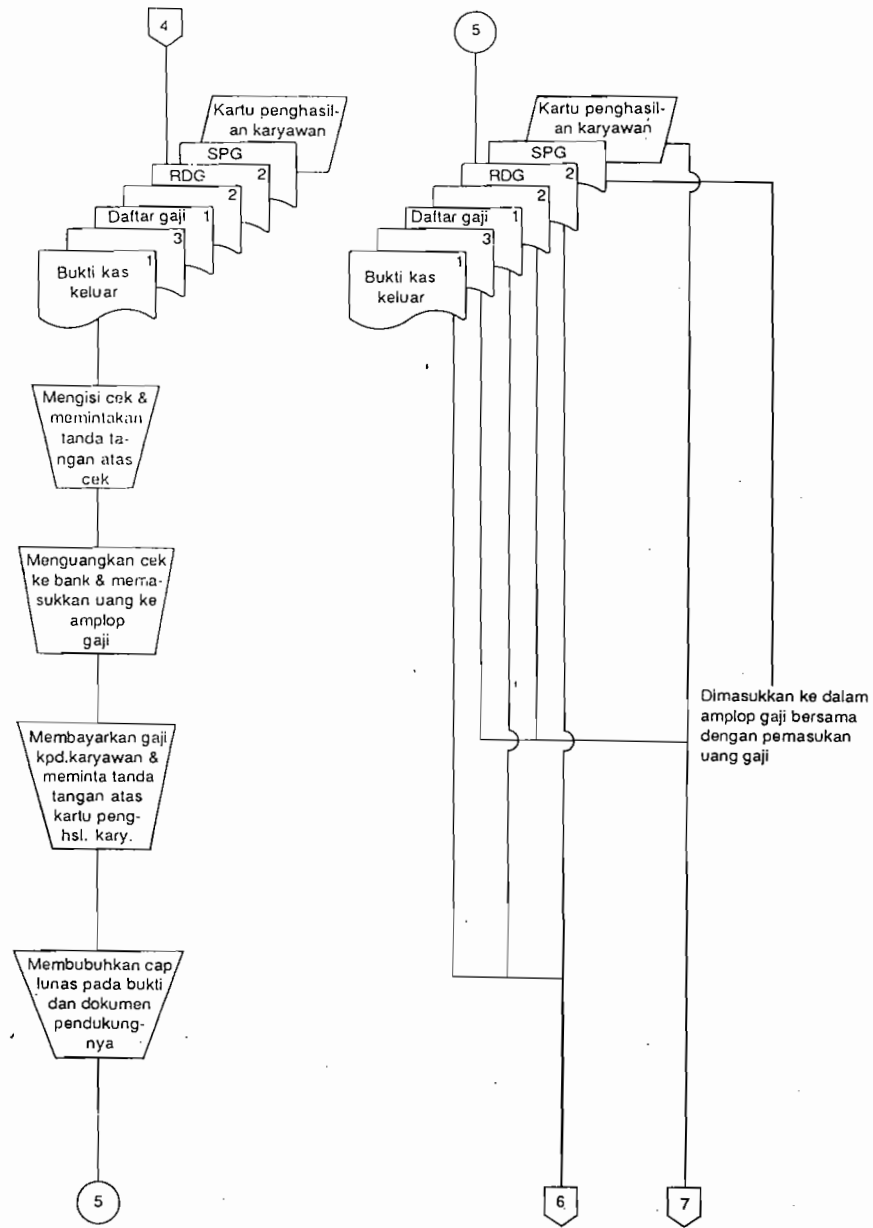 4
Kartu penghasil-
an karyawan
SPG
RDG 2
2
Daftar gaji 1
3
1
Bukti kas
keluar
Mengisi cek &
memintakan
tanda ta-
ngan atas
cek
Menguangkan cek
ke bank & mema-
sukkan uang ke
amplop
gaji
Membayarkan gaji
kpd.karyawan &
meminta tanda
tangan atas
kartu peng-
hsl. kary.
Membubuhkan cap
lunas pada bukti
dan dokumen
pendukung-
nya
5
5
Kartu penghasil-
an karyawan
SPG
RDG 2
2
Daftar gaji 1
3
1
Bukti kas
keluar
Dimasukkan ke dalam
amplop gaji bersama
dengan pemasukan
uang gaji
6
7